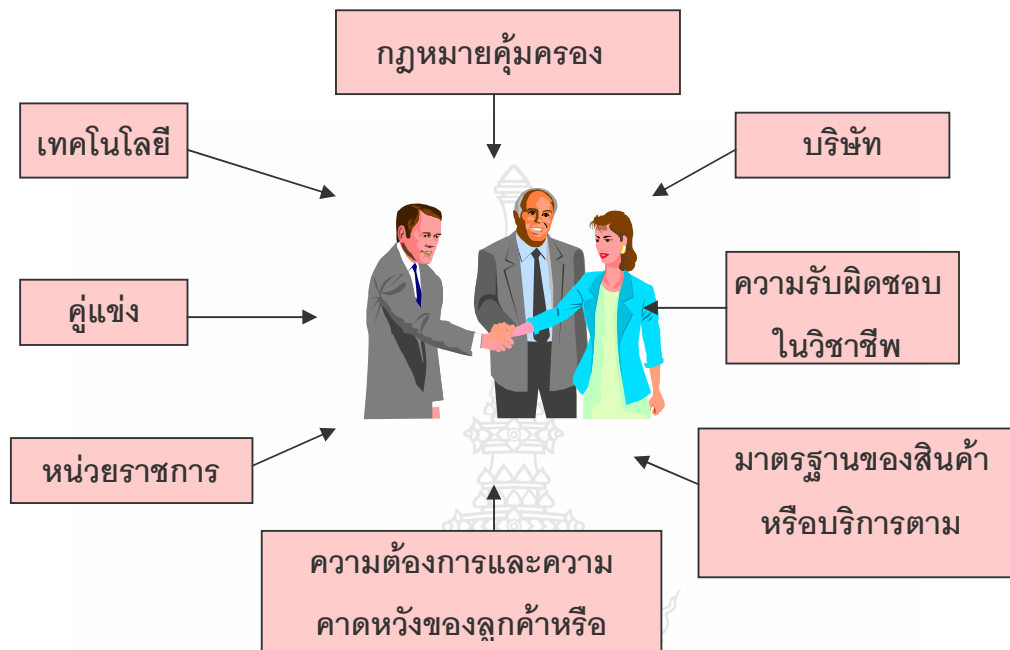 กฎหมายคุ้มครอง
เทคโนโลยี
บริษัท
คู่แข่ง
ความรับผิดชอบ
ในวิชาชีพ
หน่วยราชการ
มาตรฐานของสินค้า
หรือบริการตาม
ความต้องการและความ
คาดหวังของลูกค้าหรือ